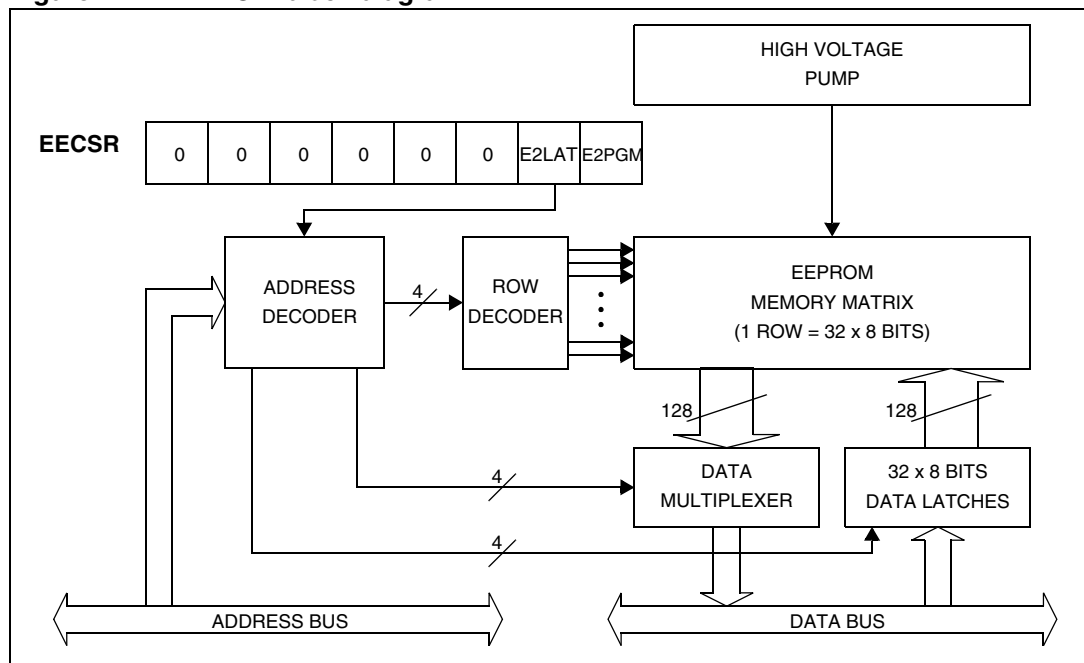 HIGH VOLTAGE
PUMP
EECSR
0 0 0 0 0 0 E2LAT E2PGM
ADDRESS
DECODER
4
ROW
DECODER
EEPROM
MEMORY MATRIX
(1 ROW = 32 x 8 BITS)
128
128
4
DATA
MULTIPLEXER
32 x 8 BITS
DATA LATCHES
4
ADDRESS BUS
DATA BUS